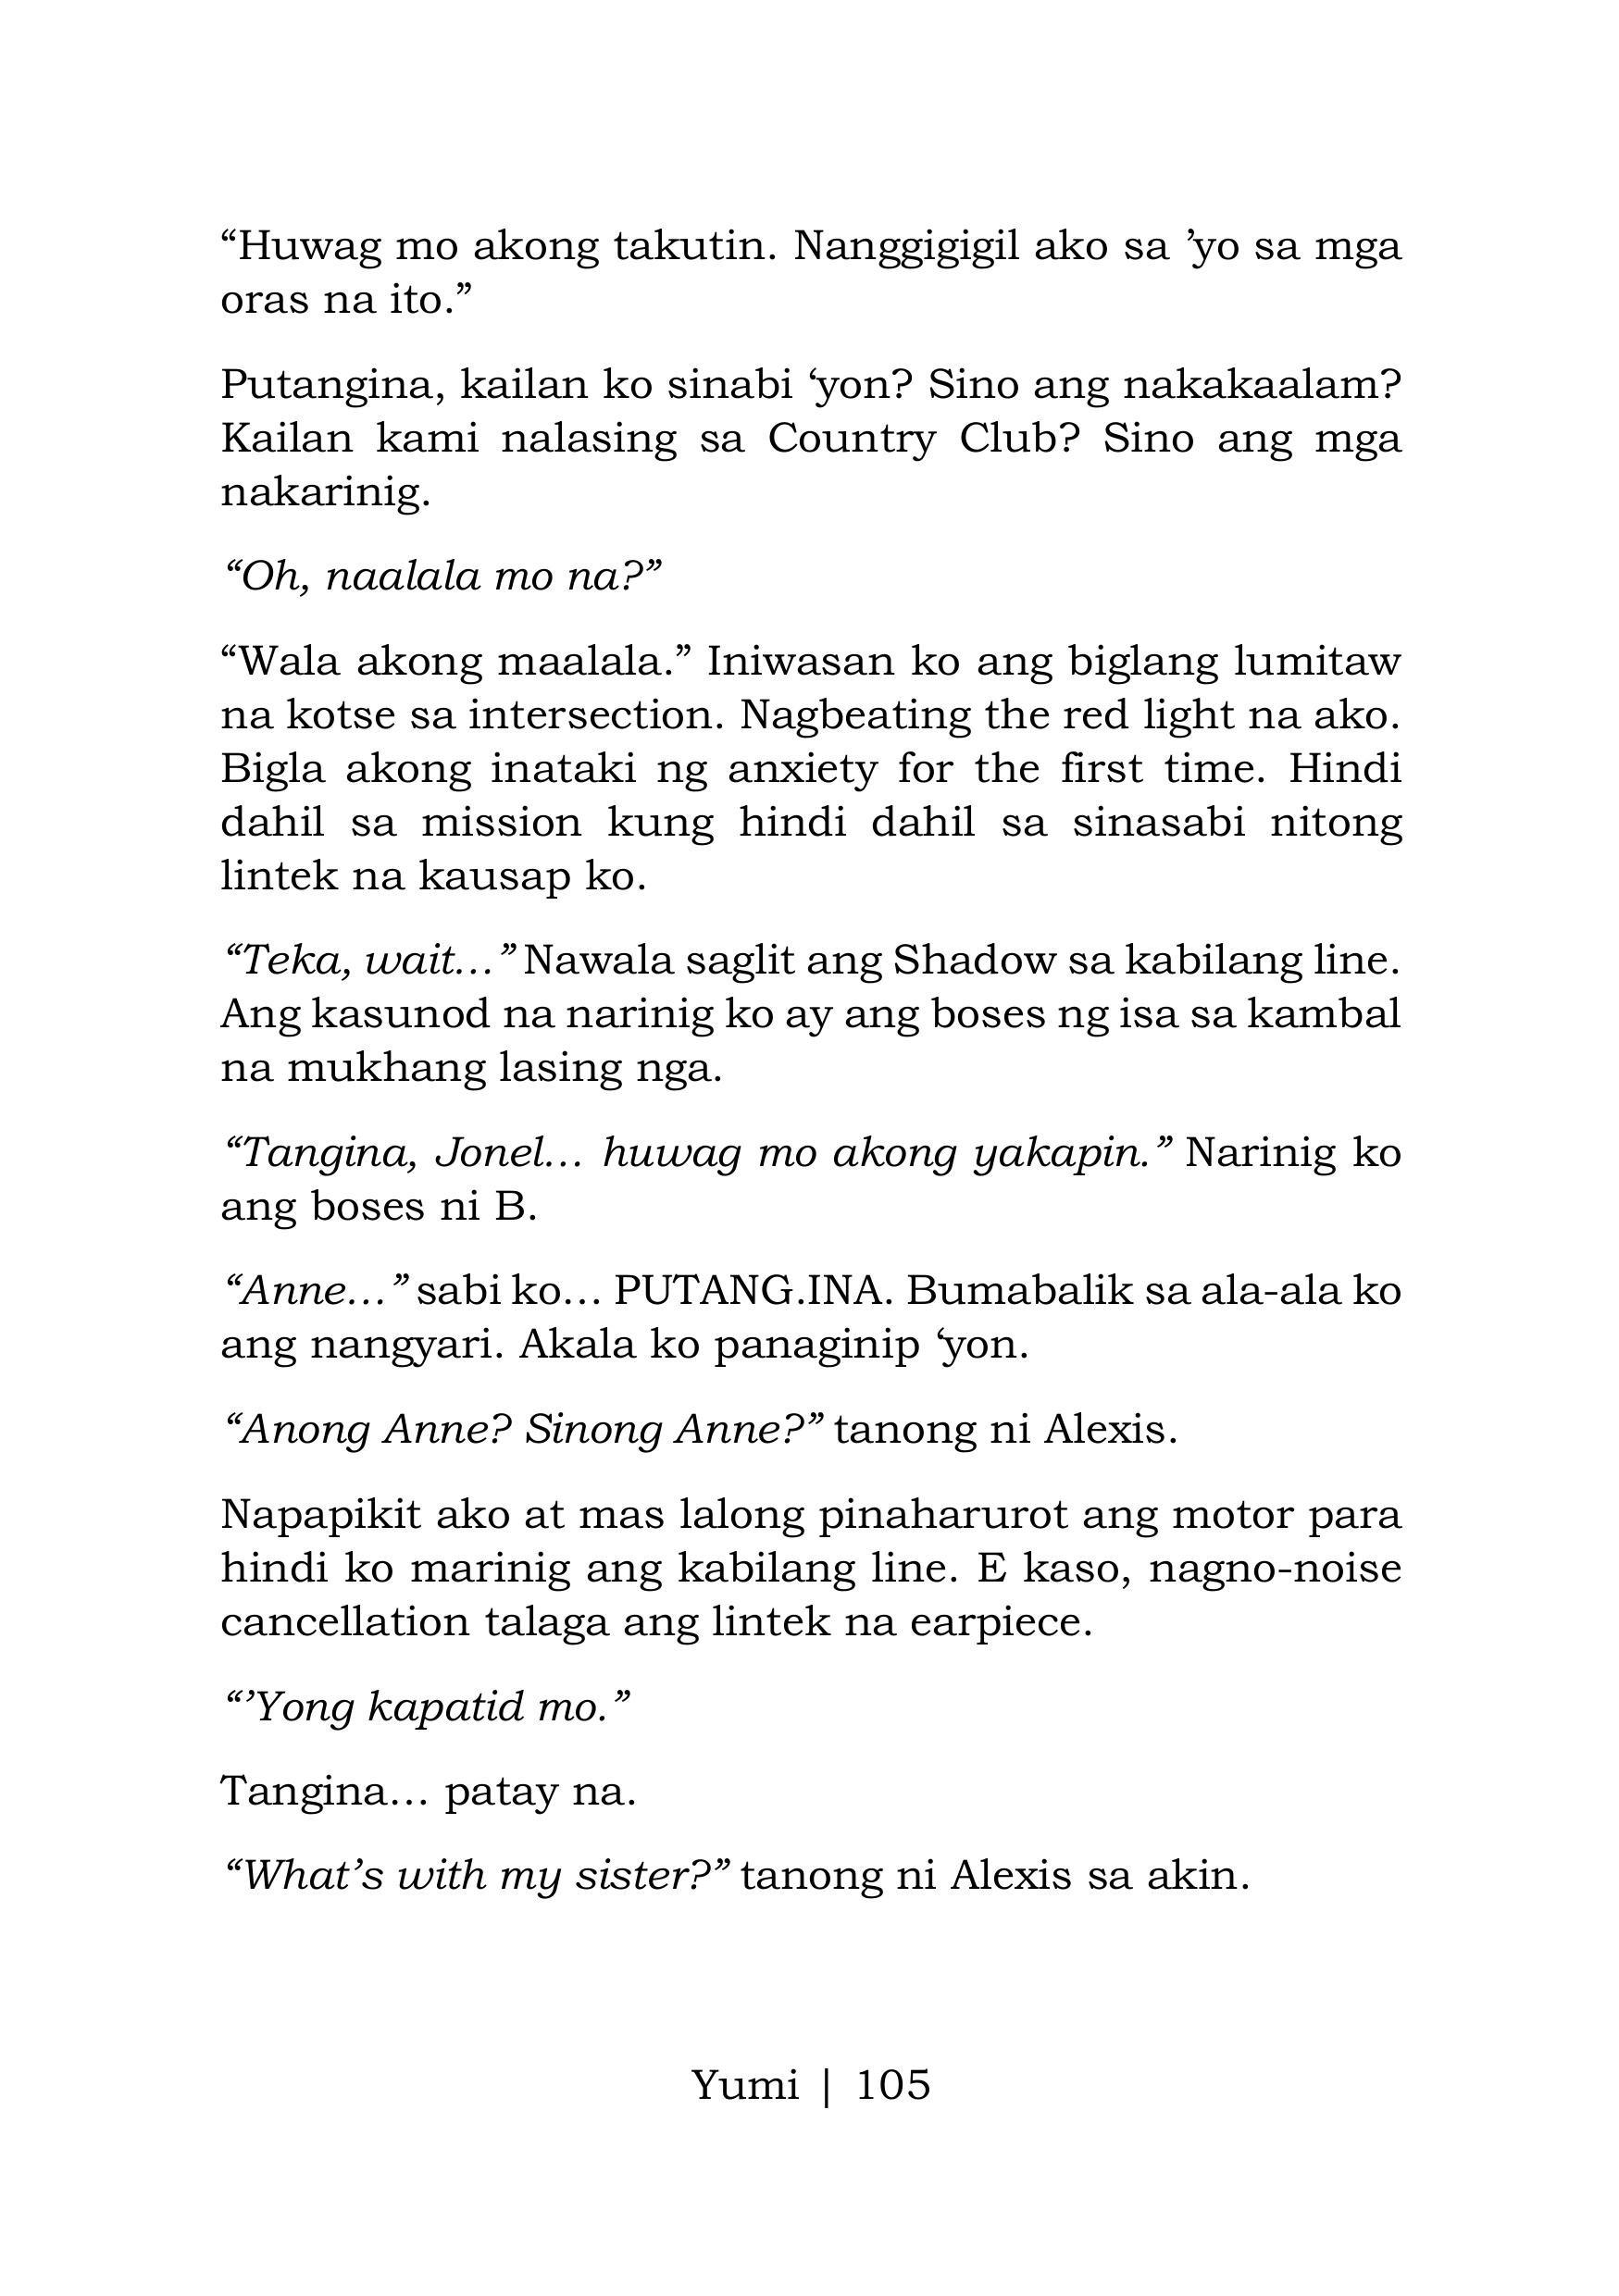 “Huwag mo akong takutin. Nanggigigil ako sa ’yo sa mga
oras na ito.”
Putangina, kailan ko sinabi ‘yon? Sino ang nakakaalam?
Kailan kami nalasing sa Country Club? Sino ang mga
nakarinig.
“Oh, naalala mo na?”
“Wala akong maalala.” Iniwasan ko ang biglang lumitaw
na kotse sa intersection. Nagbeating the red light na ako.
Bigla akong inataki ng anxiety for the first time. Hindi
dahil sa mission kung hindi dahil sa sinasabi nitong
lintek na kausap ko.
“Teka, wait…” Nawala saglit ang Shadow sa kabilang line.
Ang kasunod na narinig ko ay ang boses ng isa sa kambal
na mukhang lasing nga.
“Tangina, Jonel… huwag mo akong yakapin.” Narinig ko
ang boses ni B.
“Anne…” sabi ko… PUTANG.INA. Bumabalik sa ala-ala ko
ang nangyari. Akala ko panaginip ‘yon.
“Anong Anne? Sinong Anne?” tanong ni Alexis.
Napapikit ako at mas lalong pinaharurot ang motor para
hindi ko marinig ang kabilang line. E kaso, nagno-noise
cancellation talaga ang lintek na earpiece.
“’Yong kapatid mo.”
Tangina… patay na.
“What’s with my sister?” tanong ni Alexis sa akin.
Yumi | 105